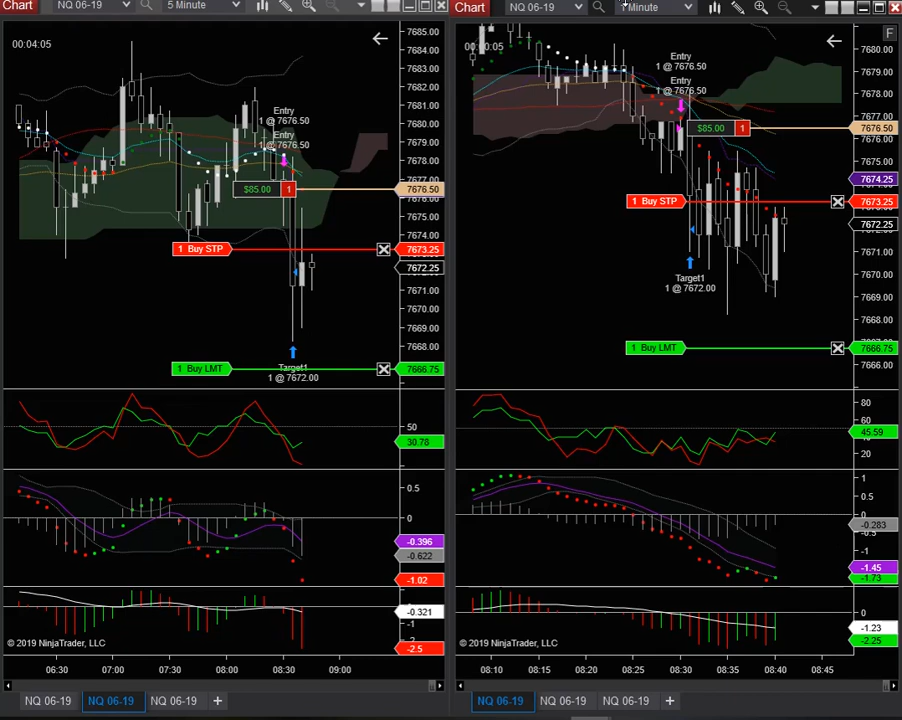 Chart NQ 06-19 5 Minute
00:04:05
Entry
1 @ 7676.50
Entry
1 @ 7676.50
$85.00 1
1 Buy STP
1 Buy LMT
Target1
1 @ 7672.00
7685.00
7684.00
7683.00
7682.00
7681.00
7680.00
7679.00
7678.00
7677.00
7676.50
7675.00
7674.00
7673.25
7672.25
7671.00
7670.00
7669.00
7668.00
7666.75
50
30.78
0.5
0
-0.396
-0.622
-1.02
-0.321
-1
-2.5
© 2019 NinjaTrader, LLC
06:30 07:00 07:30 08:00 08:30 09:00
NQ 06-19 NQ 06-19 NQ 06-19 +
Chart NQ 06-19 1 Minute
F
Entry
1 @ 7676.50
Entry
1 @ 7676.50
$85.00 1
1 Buy STP
Target1
1 @ 7672.00
1 Buy LMT
7680.00
7679.00
7678.00
7676.50
7675.00
7674.25
7673.25
7672.25
7671.00
7670.00
7669.00
7668.00
7666.75
80
60
45.59
20
1
0.5
0
-0.283
-1
-1.45
-1.73
0
-1.23
-2.25
© 2019 NinjaTrader, LLC
08:10 08:15 08:20 08:25 08:30 08:35 08:40 08:45
NQ 06-19 NQ 06-19 NQ 06-19 +